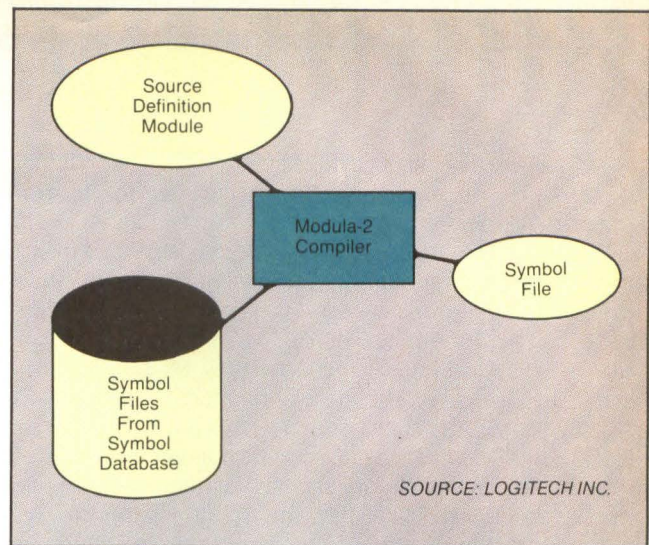 Source
Definition
Module
Modula-2
Compiler
Symbol
File
Symbol
Files
From
Symbol
Database
SOURCE: LOGITECH INC.